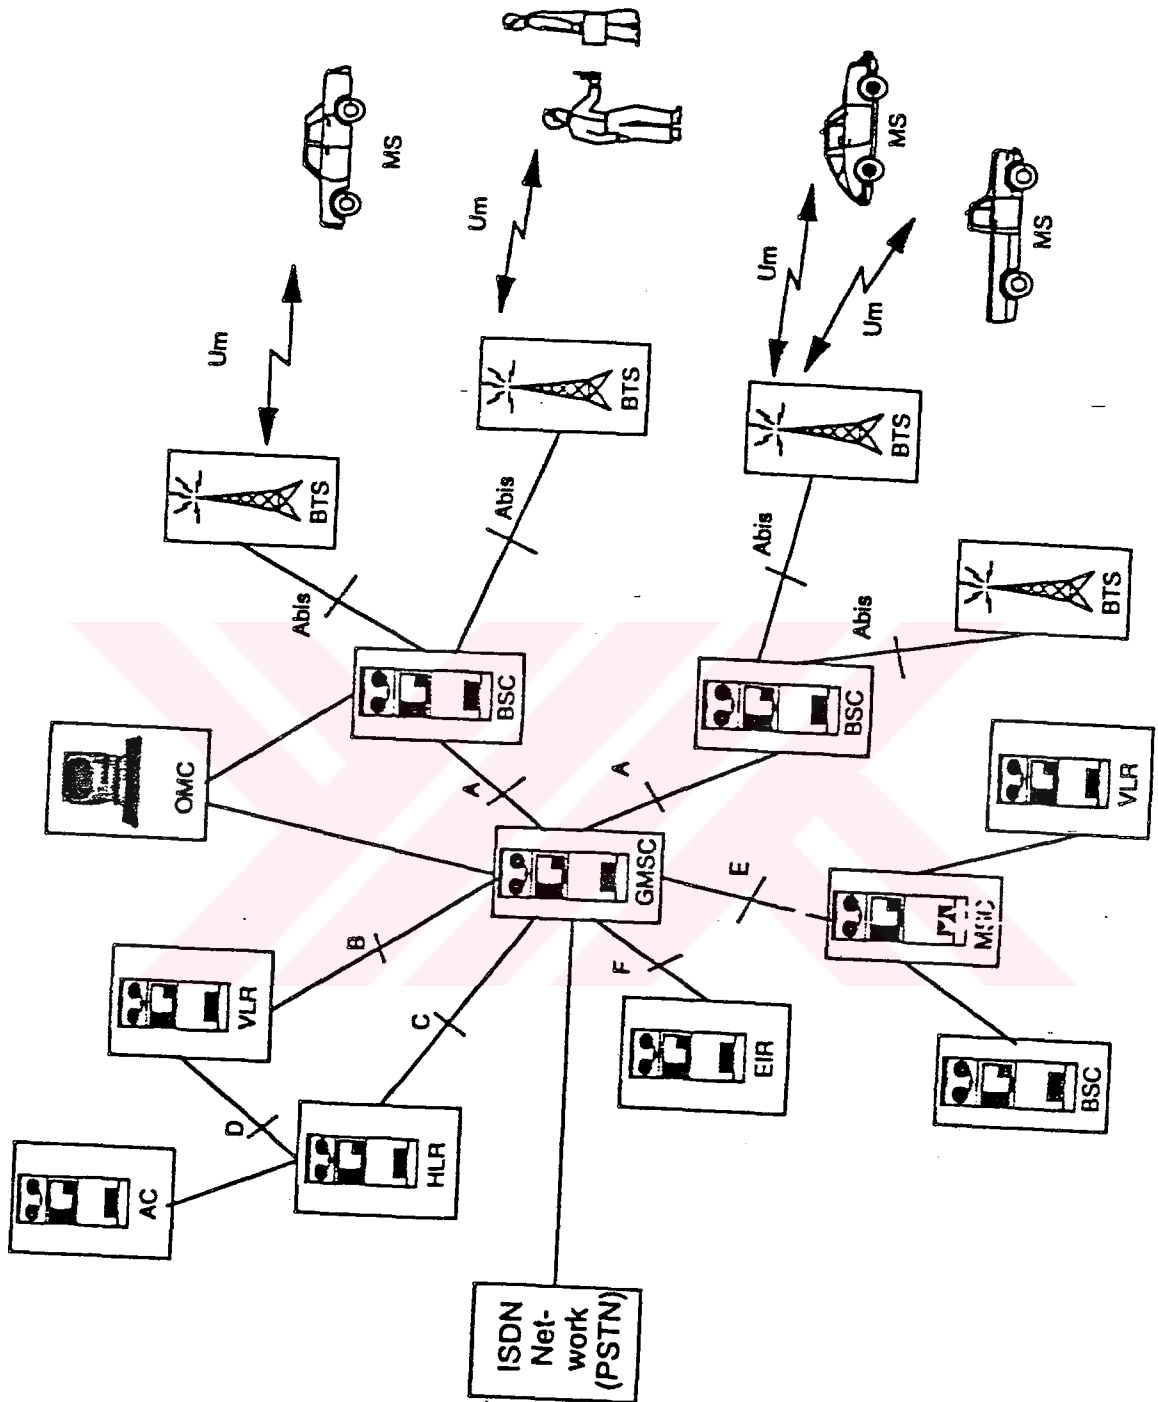 AC
OMC
D
VLR
Um
Abis
BTS
B
MS
C
HLR
A
Um
BSC
Abis
ISDN
Net-
work
(PSTN)
F
A
BTS
GMSC
E
EIR
Abis
Um
BSC
Abis
Um
MS
BTS
MSC
MS
BSC
VLR
BTS